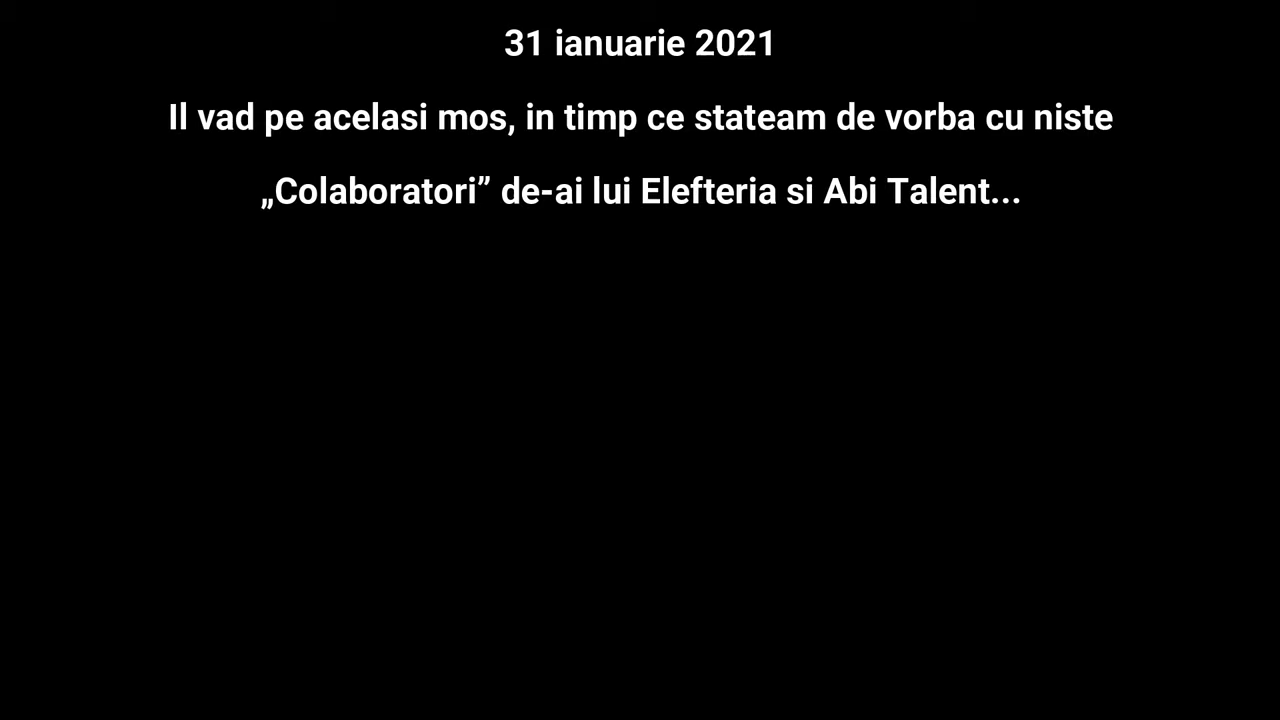 31 ianuarie 2021
Il vad pe acelasi mos, in timp ce stateam de vorba cu niste
„Colaboratori” de-ai lui Elefteria si Abi Talent...